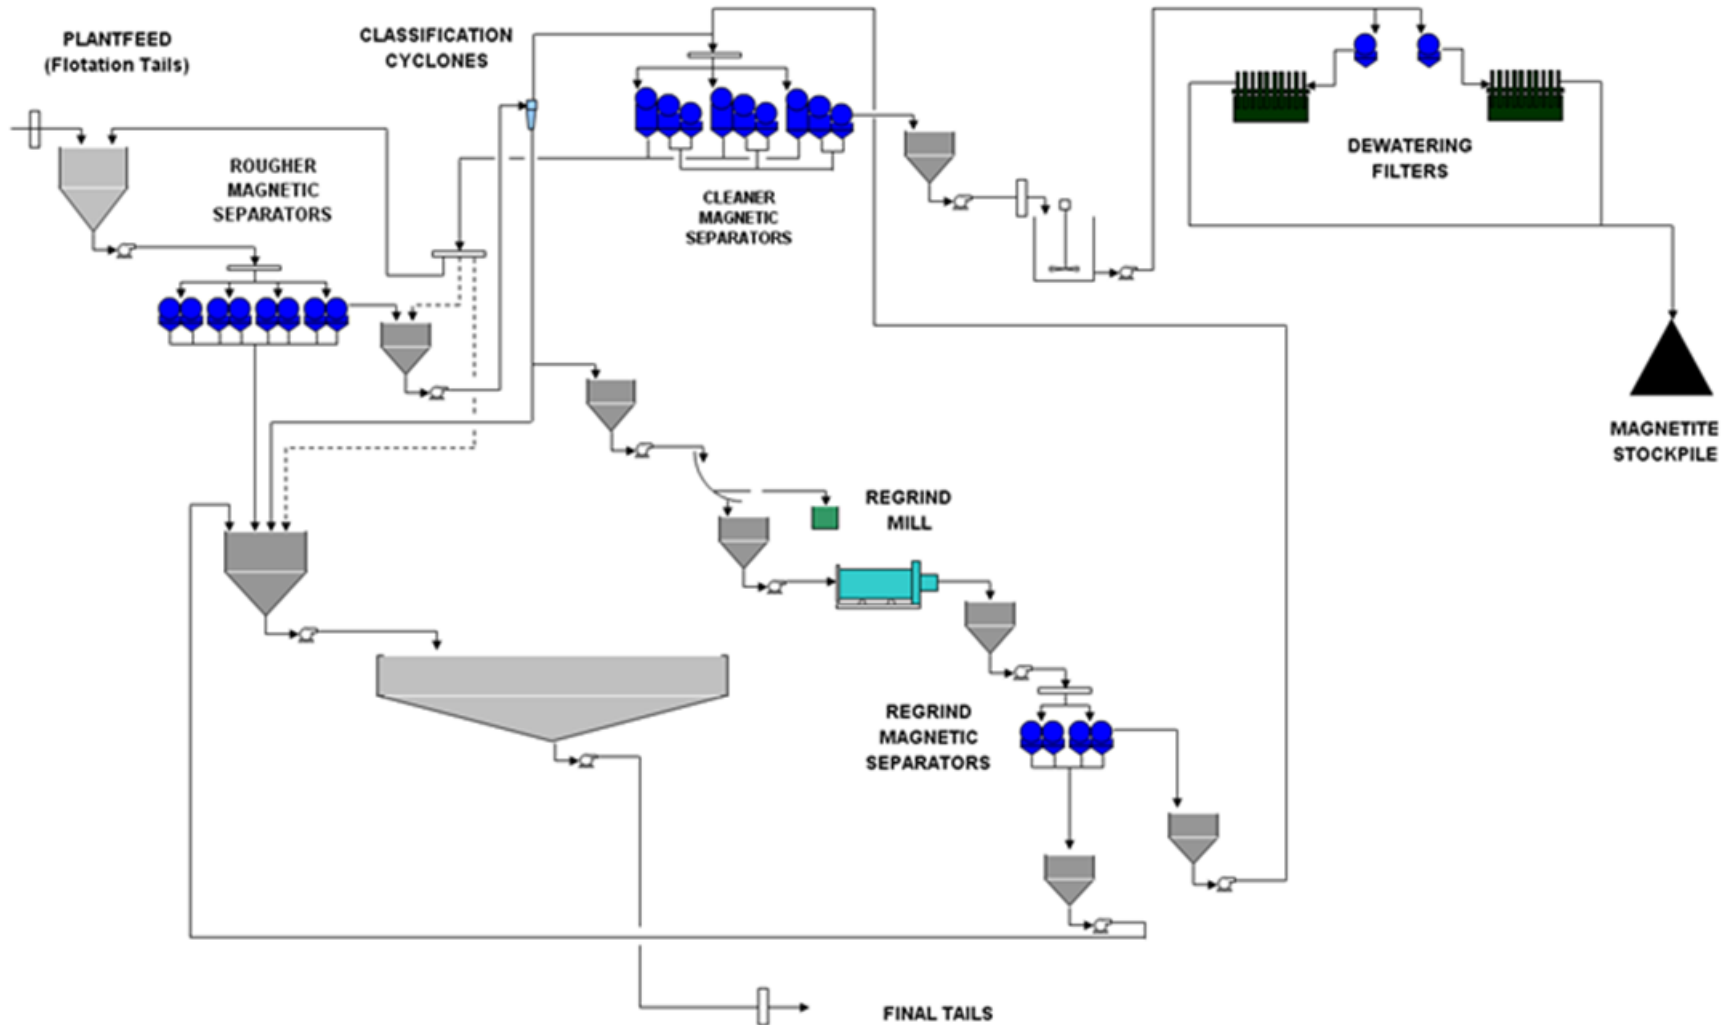 PLANTFEED
(Flotation Tails)
CLASSIFICATION
CYCLONES
ROUGHER
MAGNETIC
SEPARATORS
CLEANER
MAGNETIC
SEPARATORS
DEWATERING
FILTERS
MAGNETITE
STOCKPILE
REGRIND
MILL
REGRIND
MAGNETIC
SEPARATORS
FINAL TAILS